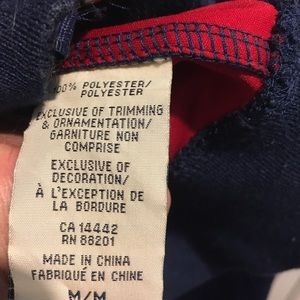 100% POLYESTER/
POLYESTER
EXCLUSIVE OF TRIMMING
& ORNAMENTATION/
GARNITURE NON
COMPRISE
EXCLUSIVE OF
DECORATION/
À L'EXCEPTION DE
LA BORDURE
CA 14442
RN 88201
MADE IN CHINA
FABRIQUÉ EN CHINE
M/M